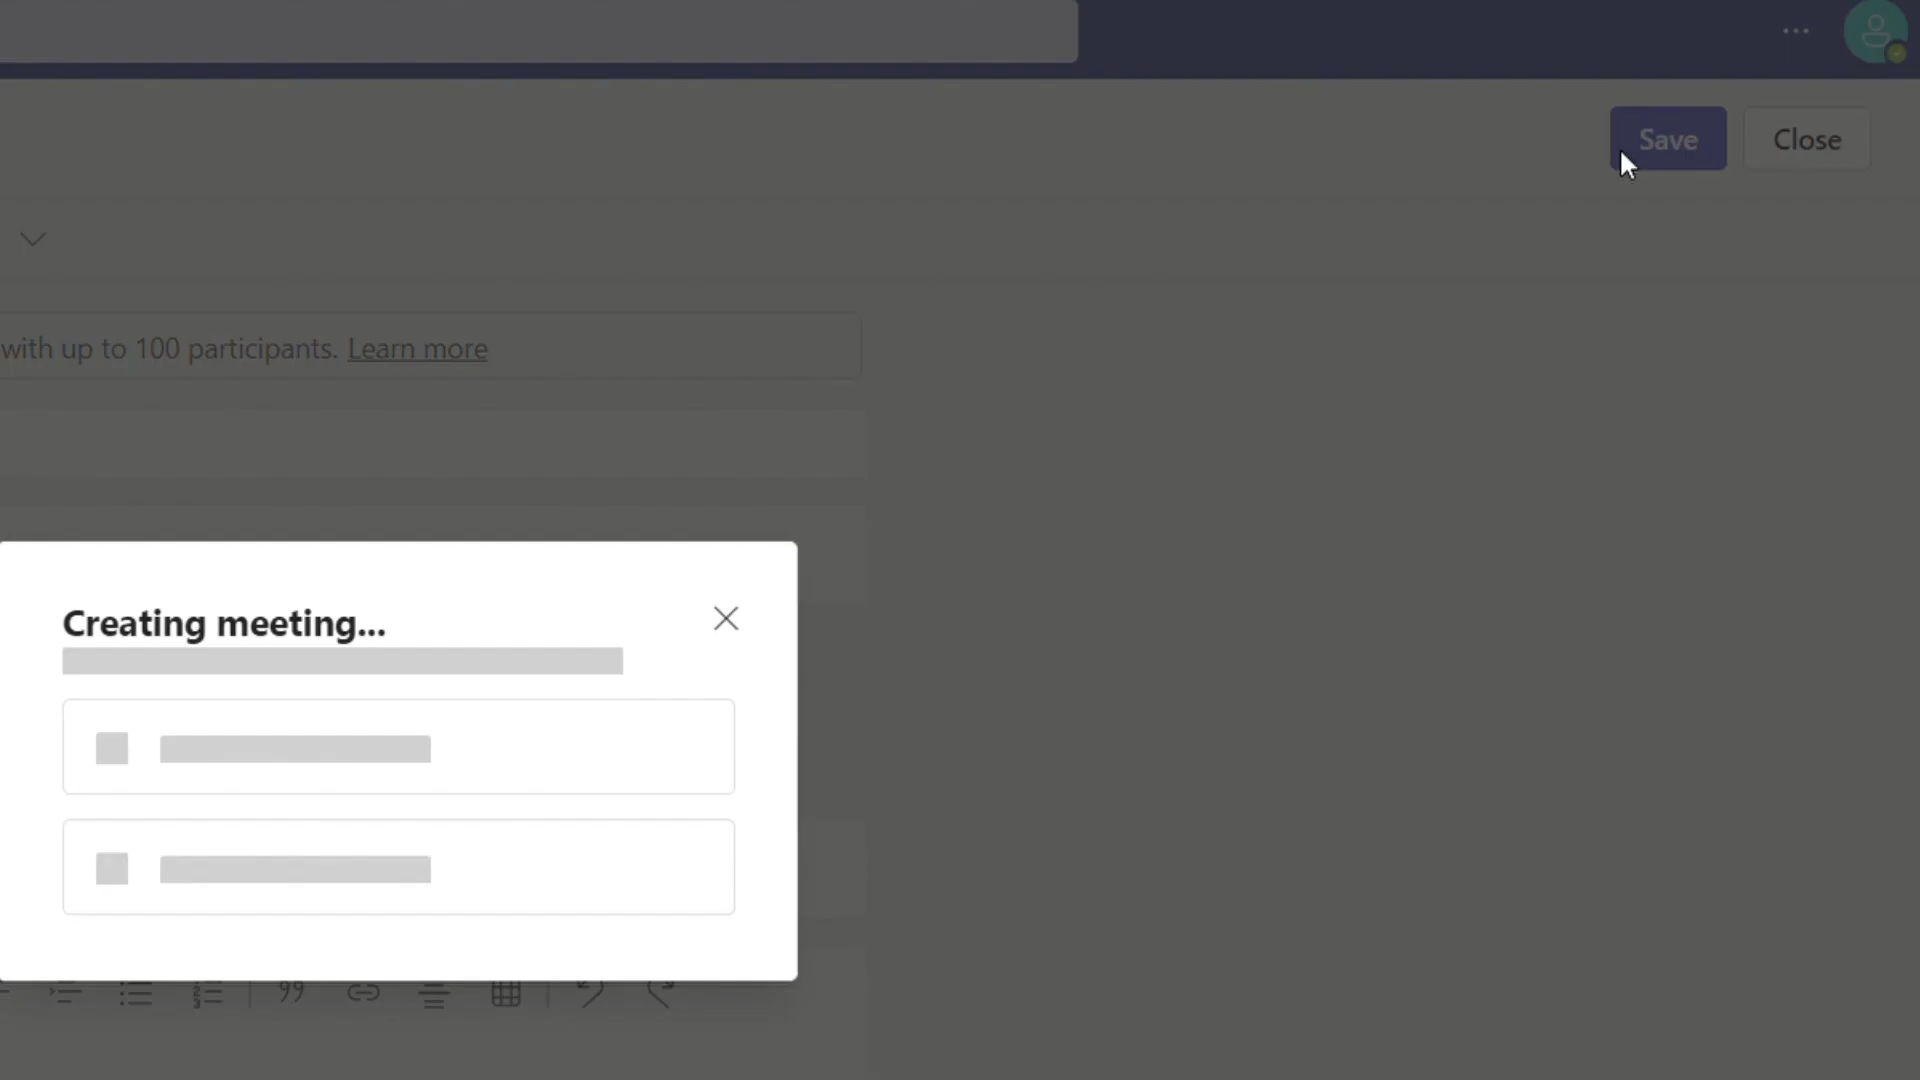 Save
Close
with up to 100 participants. Learn more
Creating meeting...